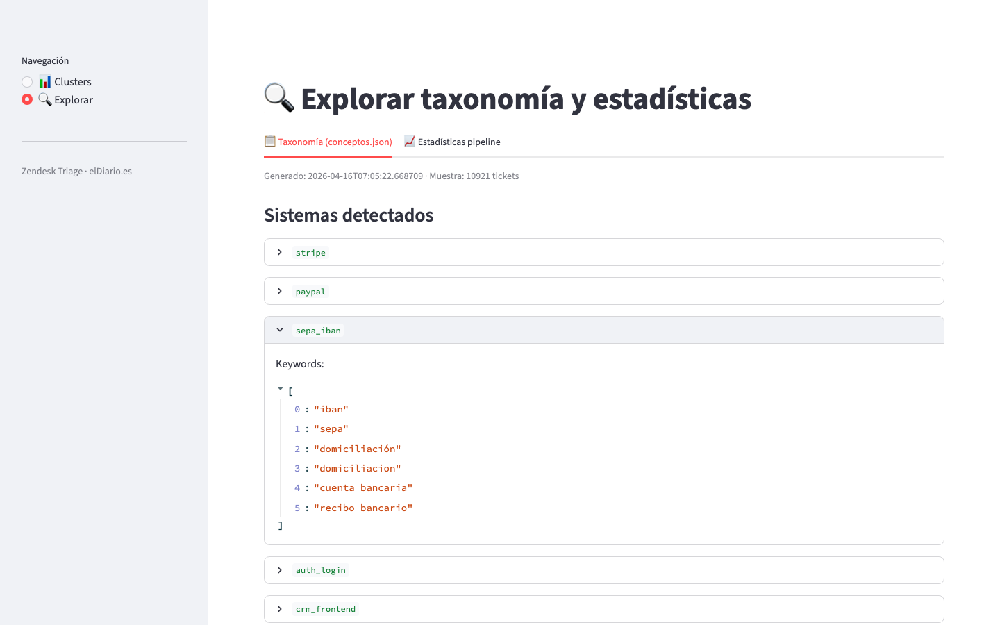 Navegación
Clusters
Explorar
Zendesk Triage · elDiario.es
Explorar taxonomía y estadísticas
Taxonomía (conceptos.json)
Estadísticas pipeline
Generado: 2026-04-16T07:05:22.668709 · Muestra: 10921 tickets
Sistemas detectados
stripe
paypal
sepa_iban
Keywords:
[
0 : "iban"
1 : "sepa"
2 : "domiciliación"
3 : "domiciliacion"
4 : "cuenta bancaria"
5 : "recibo bancario"
]
auth_login
crm_frontend